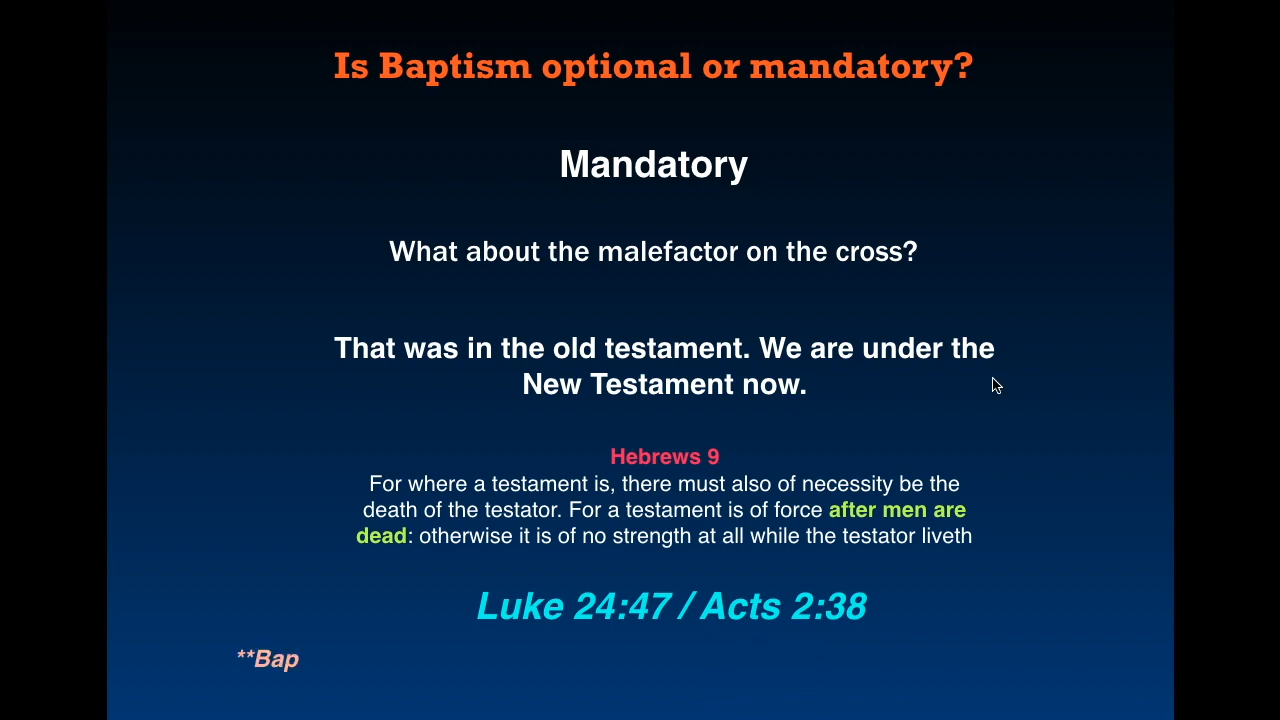 Is Baptism optional or mandatory?
Mandatory
What about the malefactor on the cross?
That was in the old testament. We are under the
New Testament now.
Hebrews 9
For where a testament is, there must also of necessity be the
death of the testator. For a testament is of force after men are
dead: otherwise it is of no strength at all while the testator liveth
Luke 24:47 / Acts 2:38
**Bap